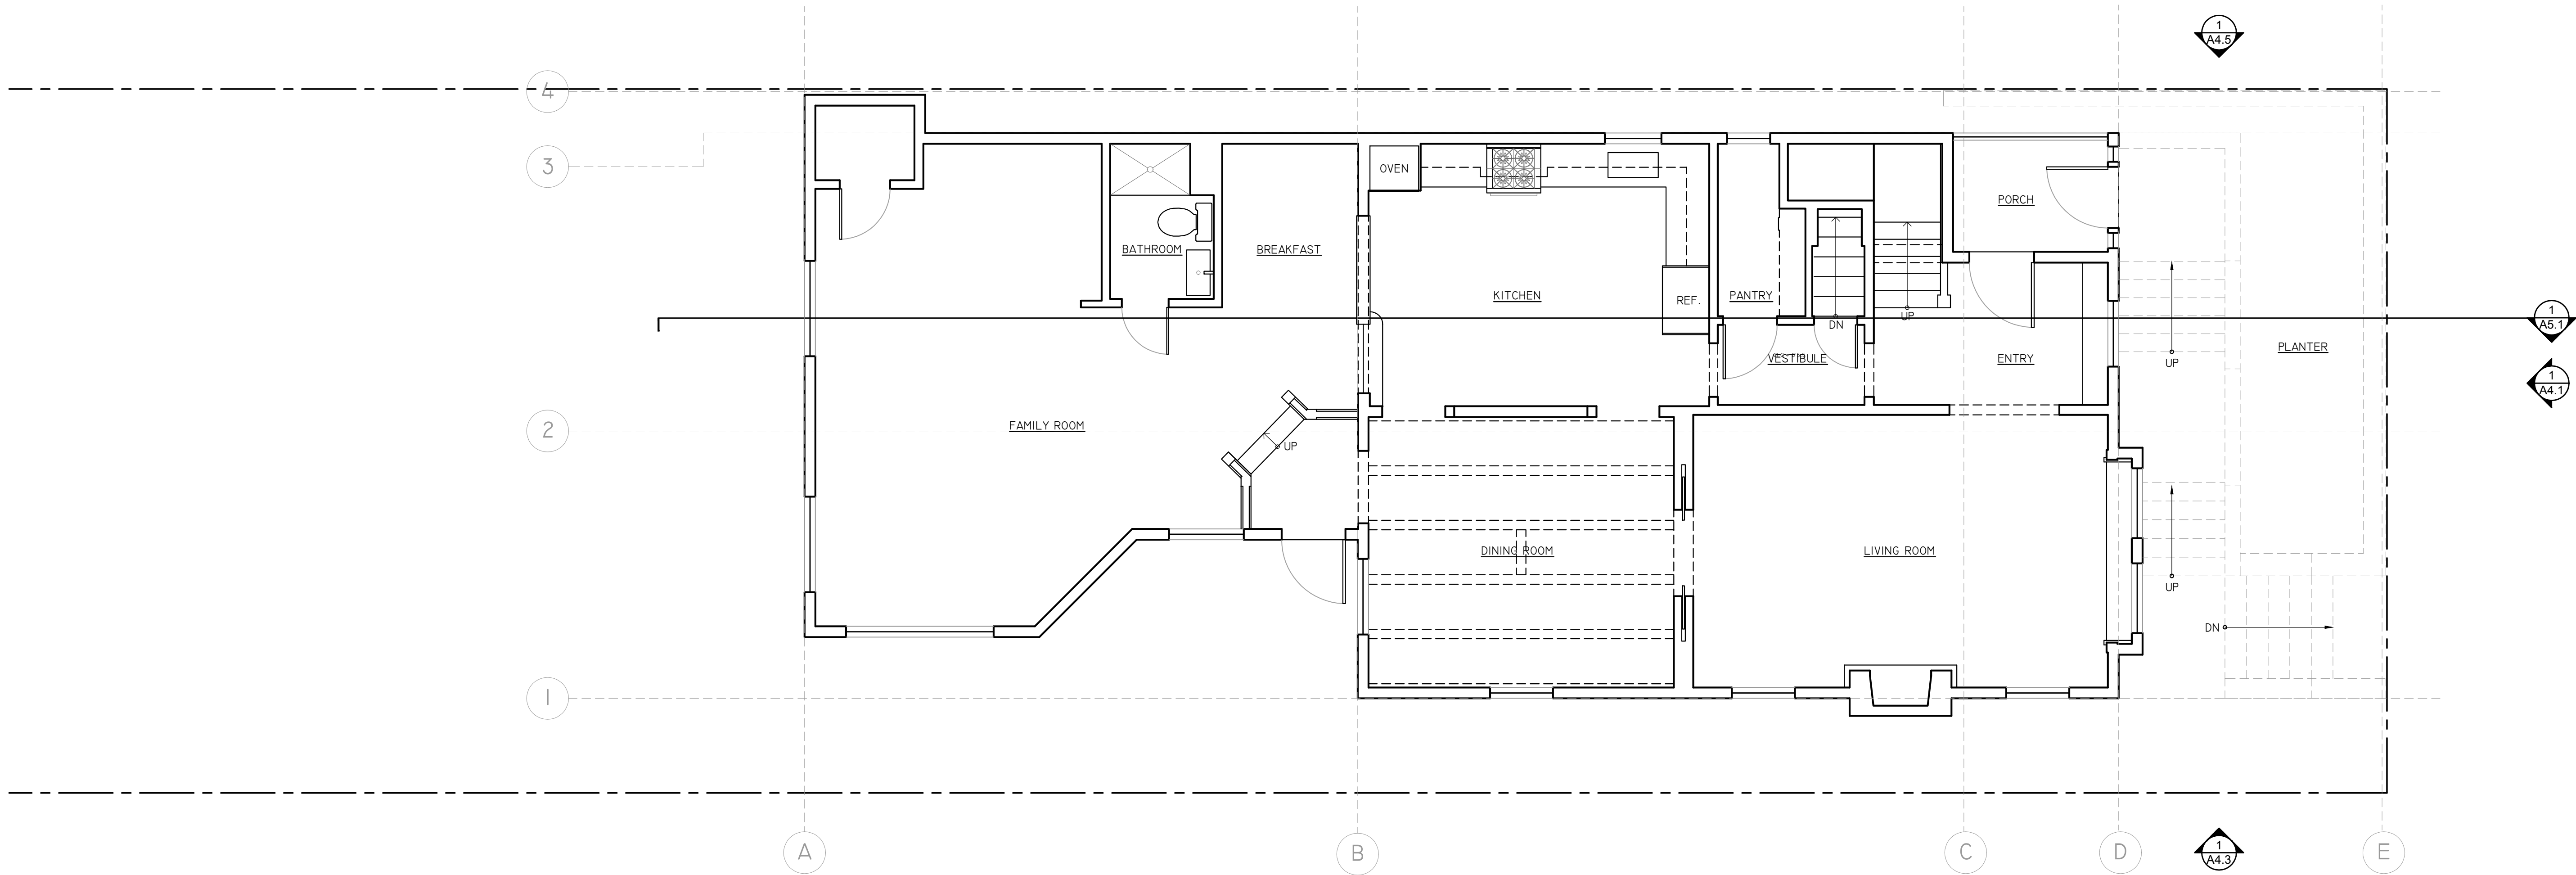 1
A4.5
4
3
OVEN
PORCH
BATHROOM
BREAKFAST
KITCHEN
REF.
PANTRY
DN
UP
1
A5.1
VESTIBULE
ENTRY
UP
PLANTER
1
A4.1
2
FAMILY ROOM
UP
DINING ROOM
LIVING ROOM
UP
DN
1
A
B
C
D
1
A4.3
E